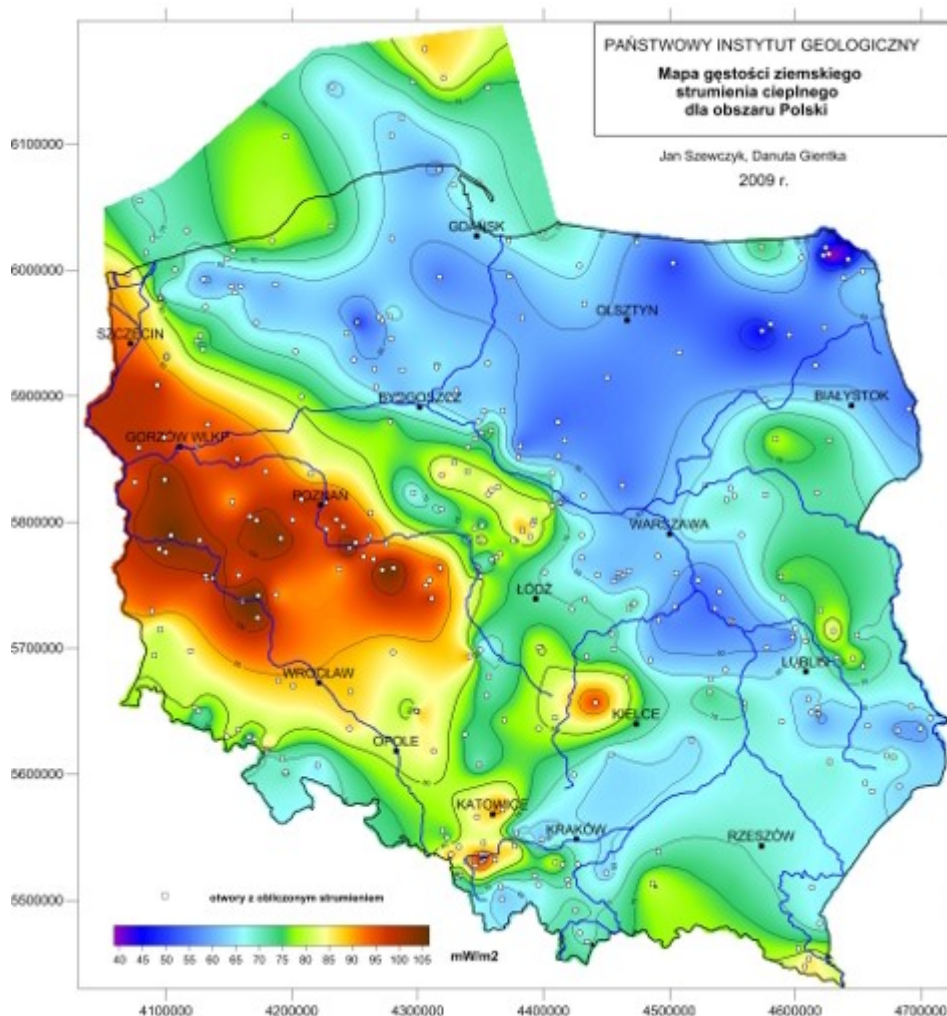 PAŃSTWOWY INSTYTUT GEOLOGICZNY
Mapa gęstości ziemskiego
strumienia cieplnego
dla obszaru Polski
Jan Szewczyk, Danuta Gientka
2009 r.
6100000
GDAŃSK
6000000
OLSZTYN
SZCZECIN
5900000
BYDGOSZCZ
BIAŁYSTOK
GORZÓW WLKP
POZNAŃ
5800000
WARSZAWA
ŁÓDŹ
5700000
LUBLIN
WROCŁAW
KIELCE
OPOLE
5600000
KATOWICE
KRAKÓW
RZESZÓW
5500000
otwory z obliczonym strumieniem
40 45 50 55 60 65 70 75 80 85 90 95 100 105
mW/m2
4100000 4200000 4300000 4400000 4500000 4600000 4700000